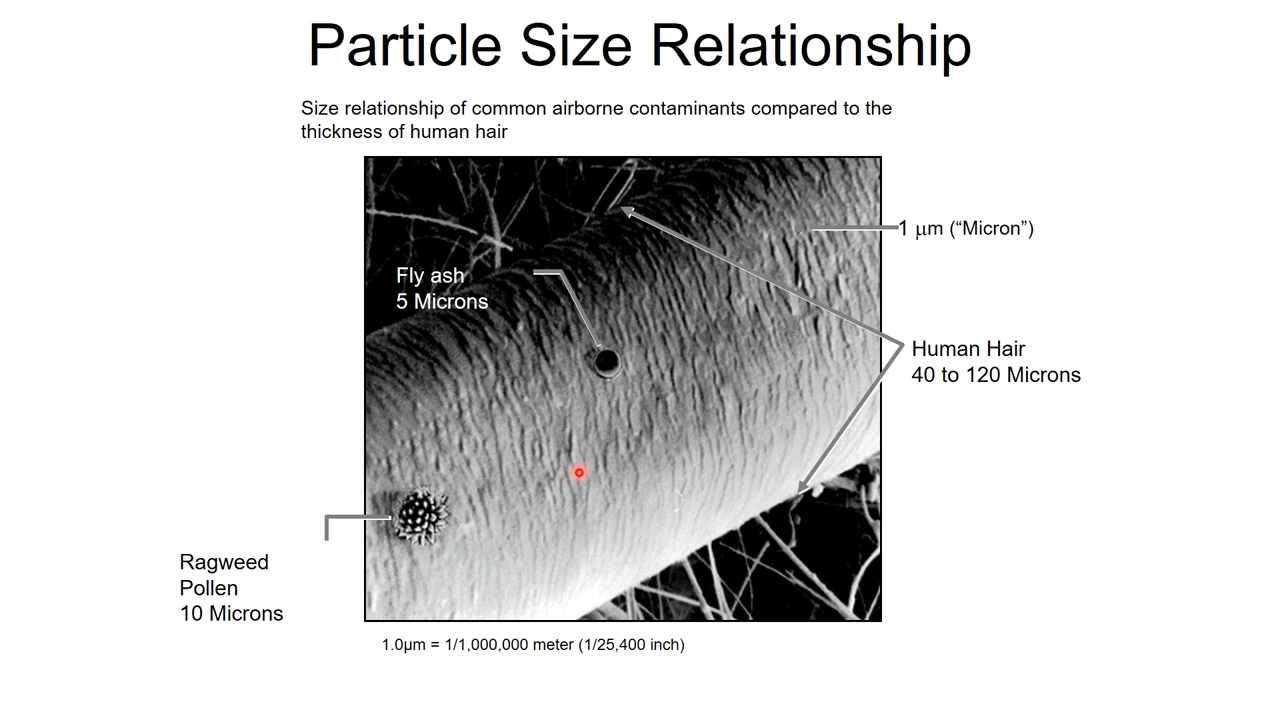 Particle Size Relationship
Size relationship of common airborne contaminants compared to the
thickness of human hair
1 μm (“Micron”)
Fly ash
5 Microns
Human Hair
40 to 120 Microns
Ragweed
Pollen
10 Microns
1.0μm = 1/1,000,000 meter (1/25,400 inch)